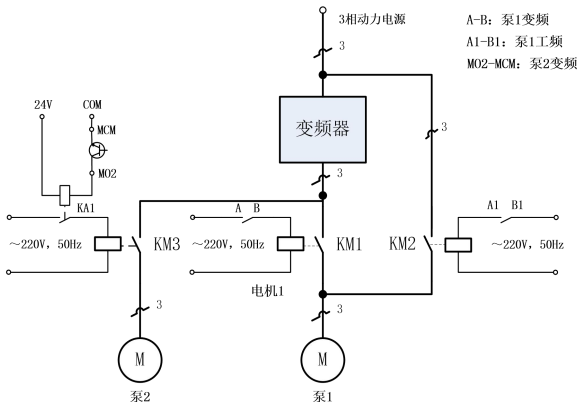 3相动力电源
A-B: 泵1变频
A1-B1: 泵1工频
MO2-MCM: 泵2变频
3
24V
COM
MCM
MO2
变频器
3
3
KA1
A B
A1 B1
~220V, 50Hz
KM3
~220V, 50Hz
KM1
KM2
~220V, 50Hz
电机1
3
3
M
M
泵2
泵1